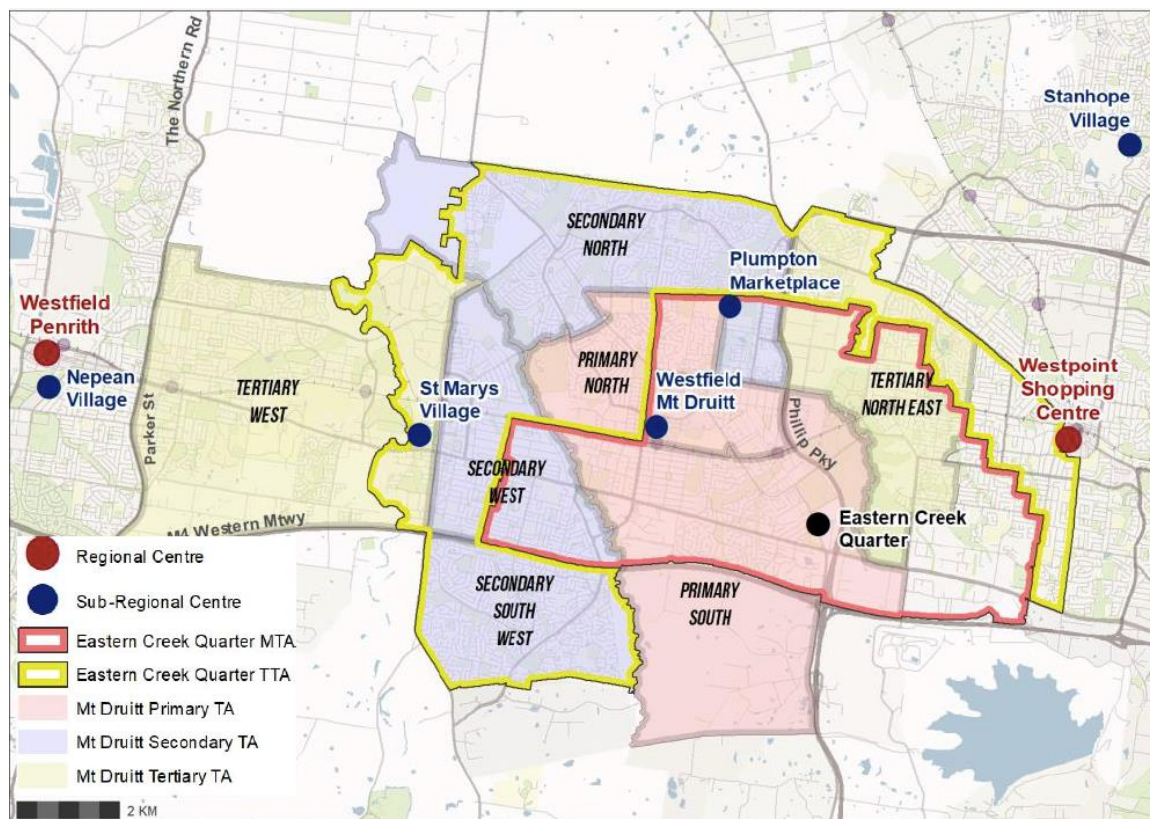 The Northern Rd
Stanhope
Village
SECONDARY
NORTH
Plumpton
Marketplace
Westfield
Penrith
Nepean
Village
Parker St
TERTIARY
WEST
St Marys
Village
PRIMARY
NORTH
Westfield
Mt Druitt
TERTIARY
NORTH EAST
Westpoint
Shopping
Centre
Phillip Pky
SECONDARY
WEST
M4 Western Mtwy
Eastern Creek
Quarter
SECONDARY
SOUTH
WEST
PRIMARY
SOUTH
Regional Centre
Sub-Regional Centre
Eastern Creek Quarter MTA
Eastern Creek Quarter TTA
Mt Druitt Primary TA
Mt Druitt Secondary TA
Mt Druitt Tertiary TA
2 KM